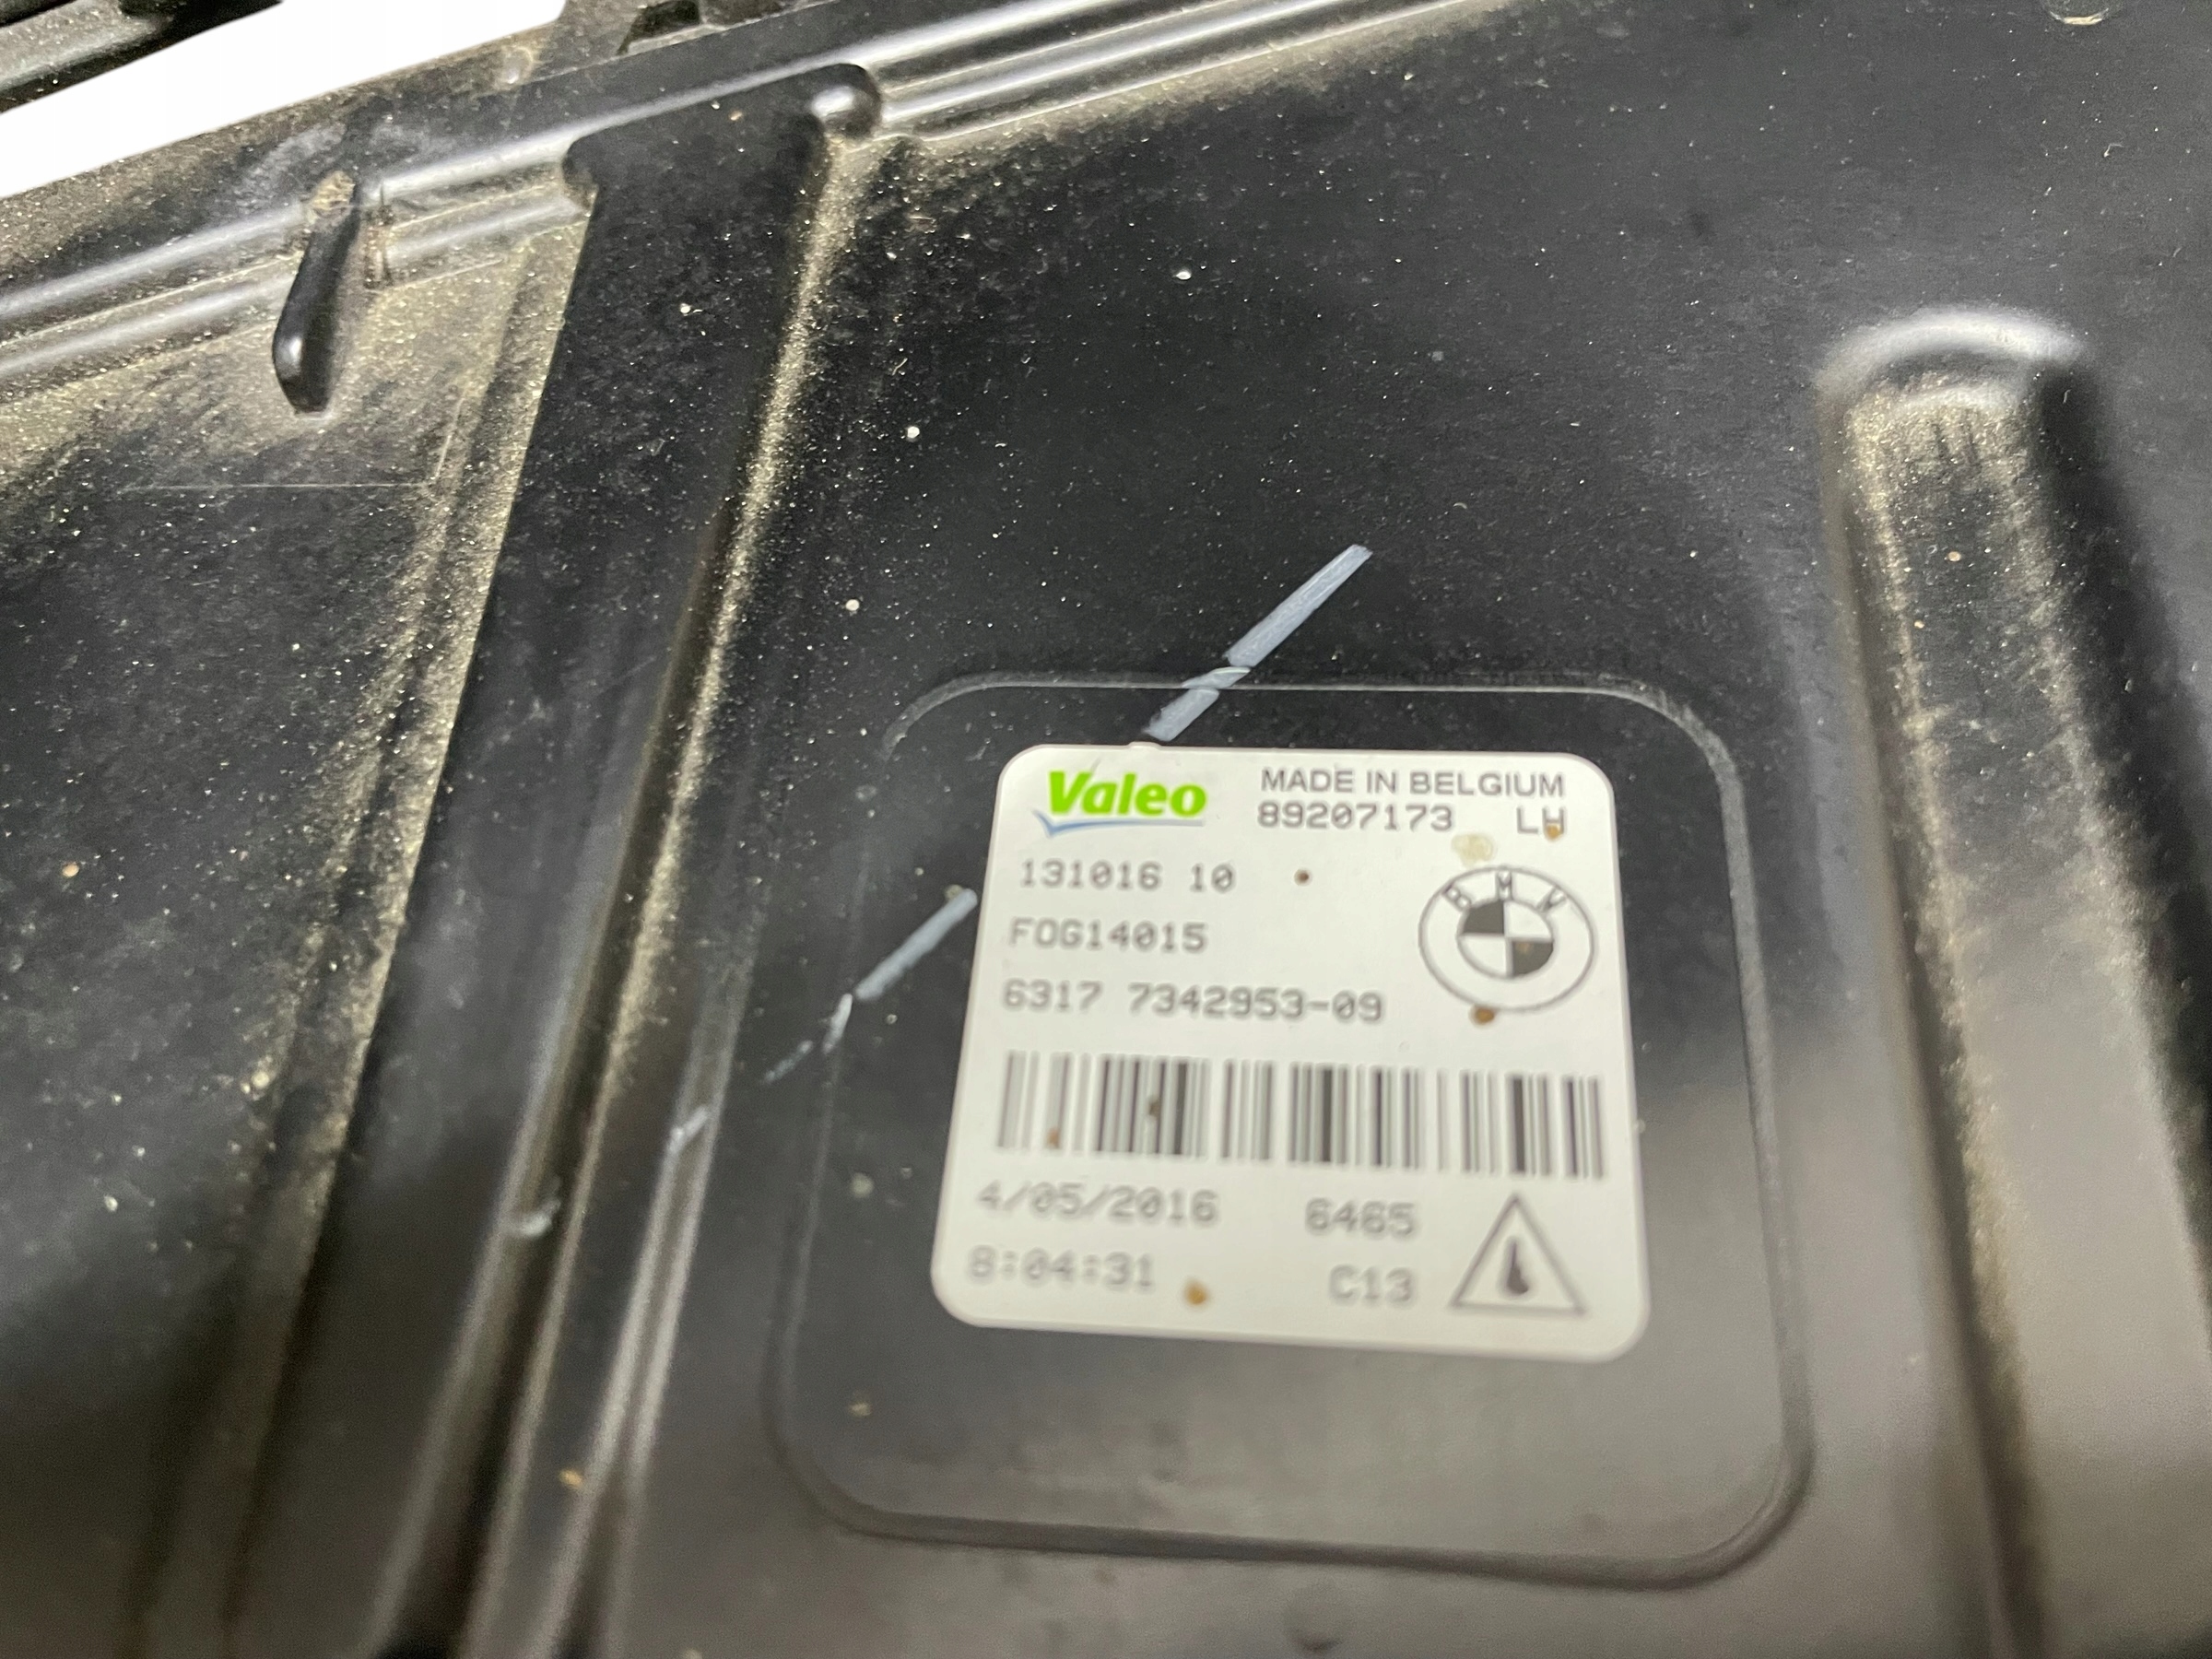 Valeo MADE IN BELGIUM
89207173 LH
131016 10
BMW
FOG14015
6317 7342953-09
4/05/2016 6465
8:04:31 C13